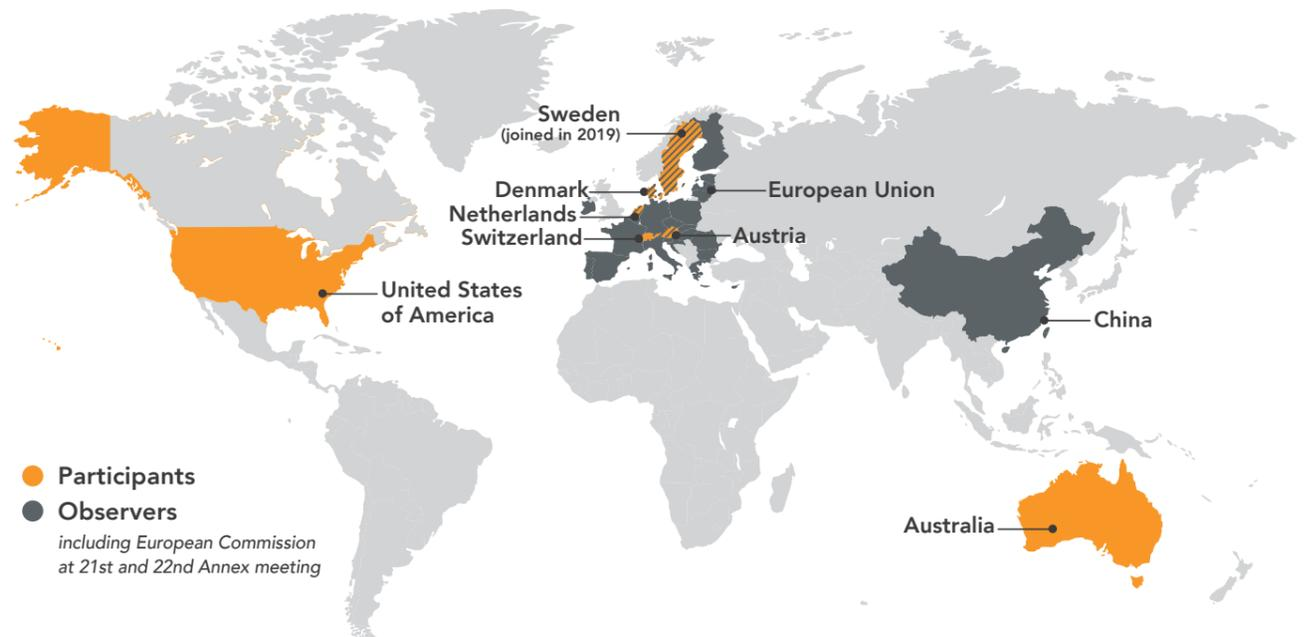 Sweden
(joined in 2019)
Denmark
European Union
Netherlands
Switzerland
Austria
United States
of America
China
Participants
Observers
including European Commission
at 21st and 22nd Annex meeting
Australia